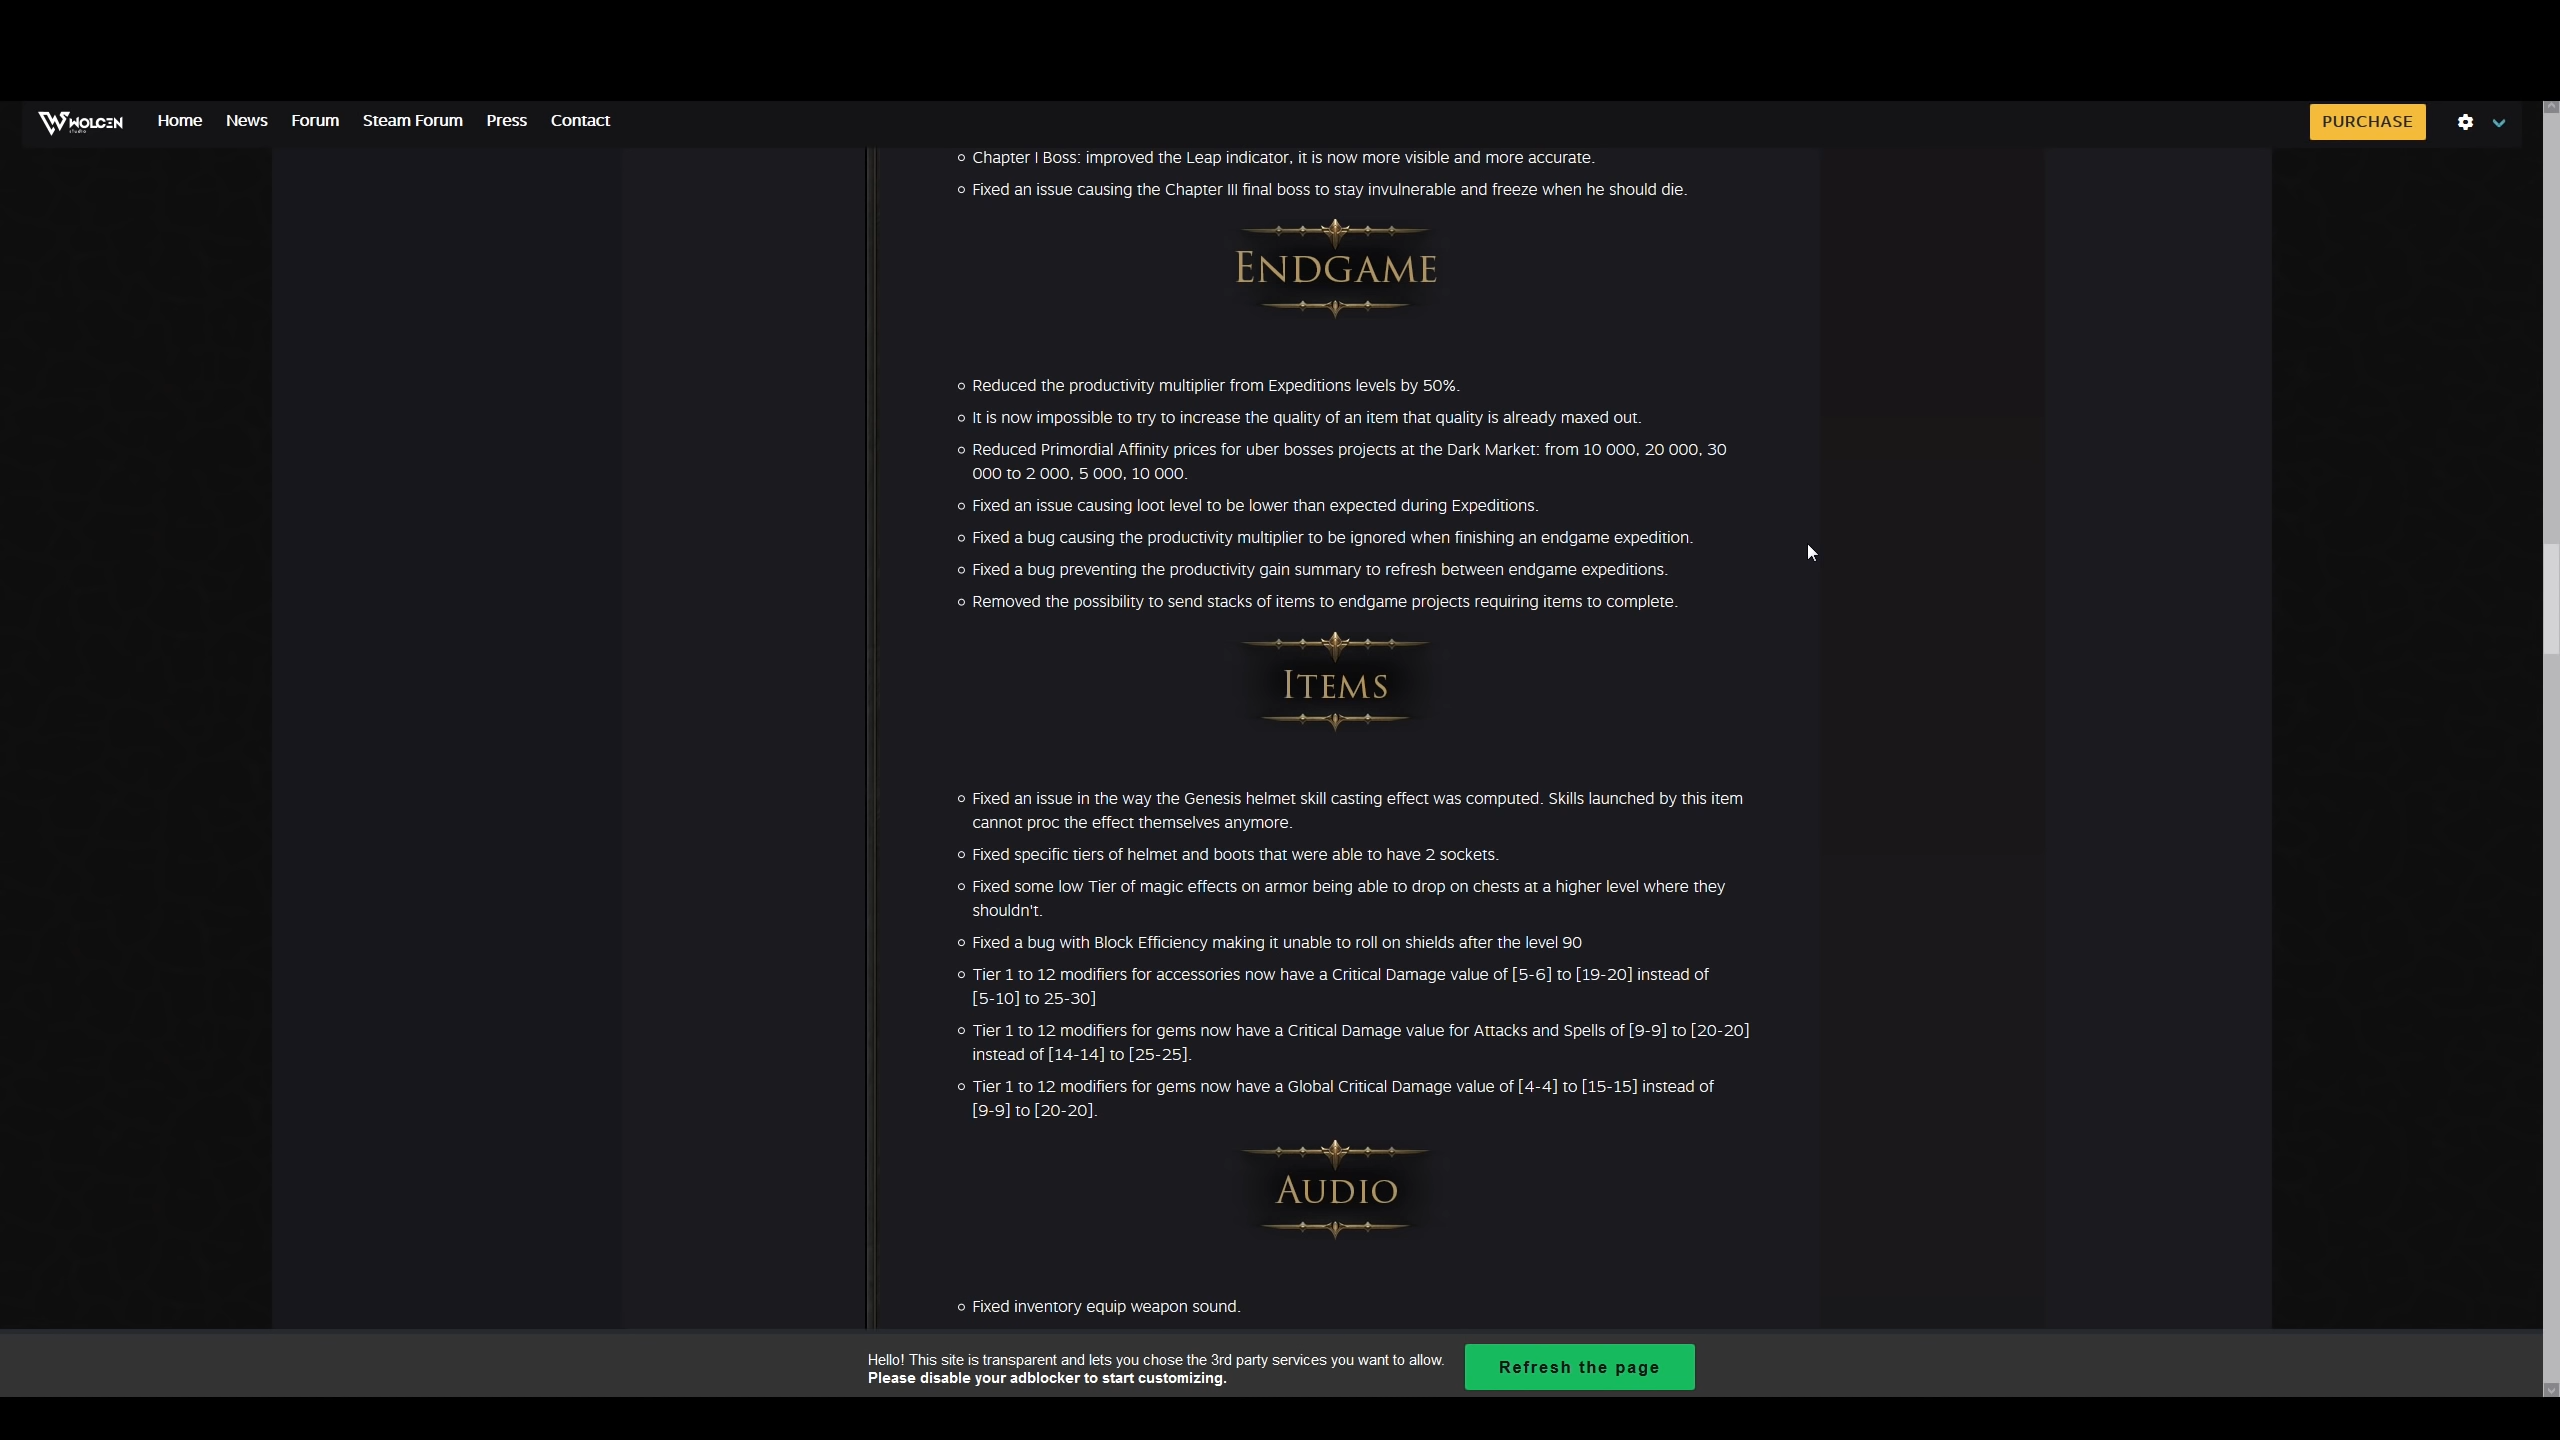 WOLCEN
studio
Home News Forum Steam Forum Press Contact
PURCHASE
Chapter I Boss: improved the Leap indicator, it is now more visible and more accurate.
Fixed an issue causing the Chapter III final boss to stay invulnerable and freeze when he should die.
ENDGAME
Reduced the productivity multiplier from Expeditions levels by 50%.
It is now impossible to try to increase the quality of an item that quality is already maxed out.
Reduced Primordial Affinity prices for uber bosses projects at the Dark Market: from 10 000, 20 000, 30
000 to 2 000, 5 000, 10 000.
Fixed an issue causing loot level to be lower than expected during Expeditions.
Fixed a bug causing the productivity multiplier to be ignored when finishing an endgame expedition.
Fixed a bug preventing the productivity gain summary to refresh between endgame expeditions.
Removed the possibility to send stacks of items to endgame projects requiring items to complete.
ITEMS
Fixed an issue in the way the Genesis helmet skill casting effect was computed. Skills launched by this item
cannot proc the effect themselves anymore.
Fixed specific tiers of helmet and boots that were able to have 2 sockets.
Fixed some low Tier of magic effects on armor being able to drop on chests at a higher level where they
shouldn't.
Fixed a bug with Block Efficiency making it unable to roll on shields after the level 90
Tier 1 to 12 modifiers for accessories now have a Critical Damage value of [5-6] to [19-20] instead of
[5-10] to 25-30]
Tier 1 to 12 modifiers for gems now have a Critical Damage value for Attacks and Spells of [9-9] to [20-20]
instead of [14-14] to [25-25].
Tier 1 to 12 modifiers for gems now have a Global Critical Damage value of [4-4] to [15-15] instead of
[9-9] to [20-20].
AUDIO
Fixed inventory equip weapon sound.
Hello! This site is transparent and lets you chose the 3rd party services you want to allow.
Please disable your adblocker to start customizing.
Refresh the page